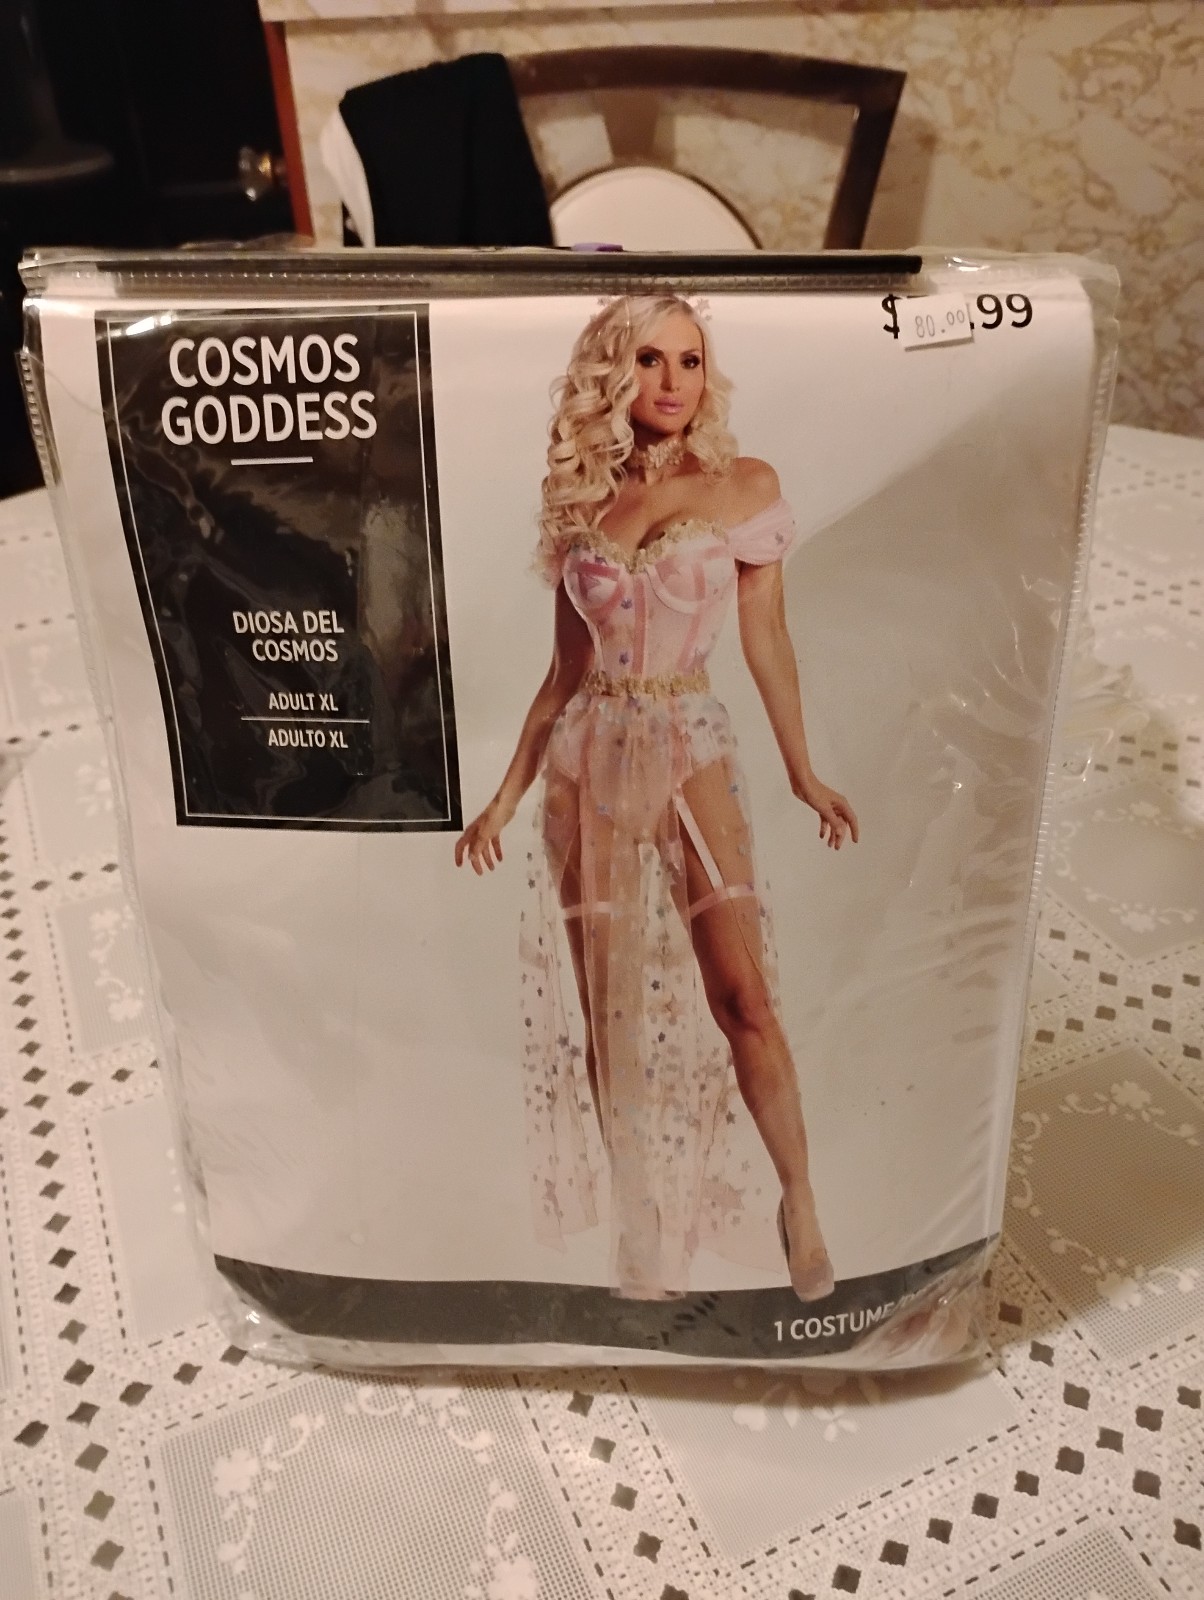 COSMOS
GODDESS
DIOSA DEL
COSMOS
ADULT XL
ADULTO XL
$ .99
80.00
1 COSTUME